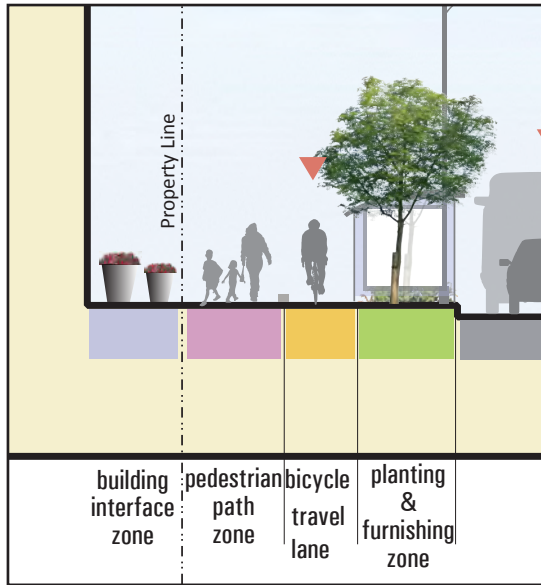 Property Line
building
interface
zone
pedestrian
path
zone
bicycle
travel
lane
planting
&
furnishing
zone